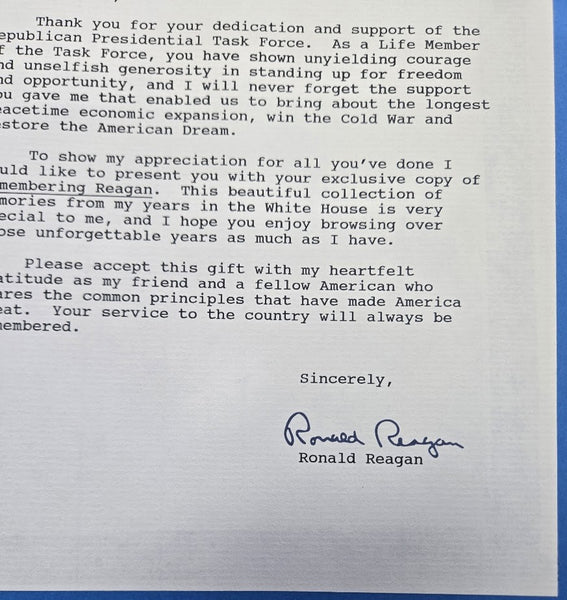 Thank you for your dedication and support of the
epublican Presidential Task Force. As a Life Member
f the Task Force, you have shown unyielding courage
nd unselfish generosity in standing up for freedom
nd opportunity, and I will never forget the support
ou gave me that enabled us to bring about the longest
eacetime economic expansion, win the Cold War and
estore the American Dream.
To show my appreciation for all you've done I
uld like to present you with your exclusive copy of
membering Reagan. This beautiful collection of
mories from my years in the White House is very
ecial to me, and I hope you enjoy browsing over
ose unforgettable years as much as I have.
Please accept this gift with my heartfelt
atitude as my friend and a fellow American who
ares the common principles that have made America
eat. Your service to the country will always be
membered.
Sincerely,
Ronald Reagan
Ronald Reagan